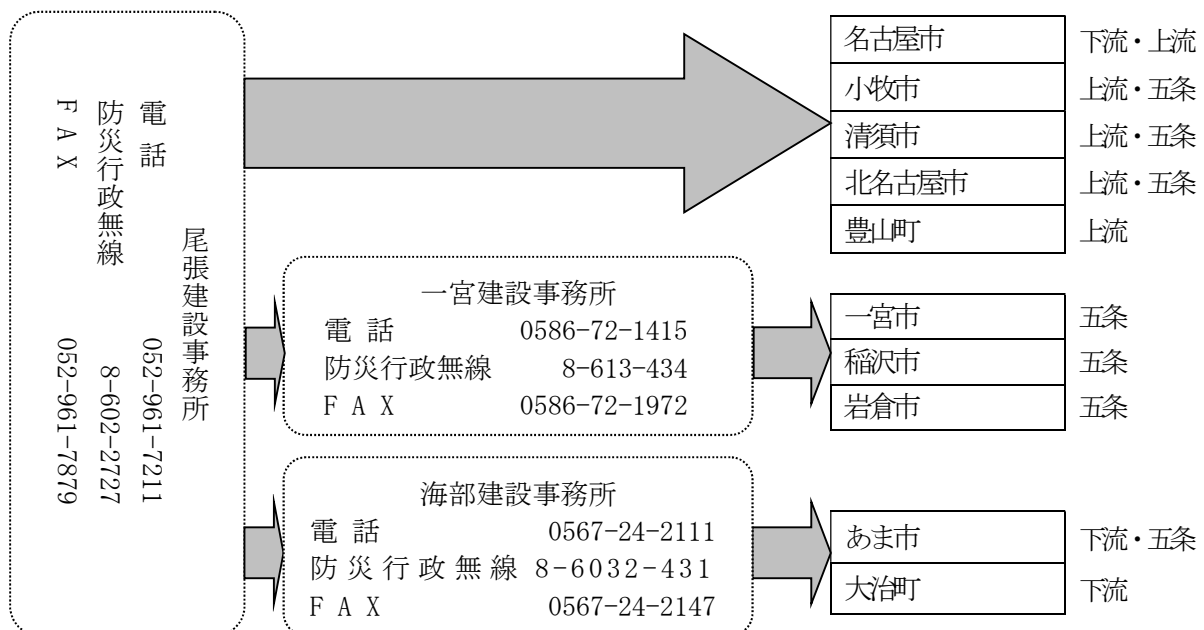 尾張建設事務所
電話 052-961-7211
防災行政無線 8-602-2727
ＦＡＸ 052-961-7879
名古屋市 下流・上流
小牧市 上流・五条
清須市 上流・五条
北名古屋市 上流・五条
豊山町 上流
一宮建設事務所
電 話 0586-72-1415
防災行政無線 8-613-434
ＦＡＸ 0586-72-1972
一宮市 五条
稲沢市 五条
岩倉市 五条
海部建設事務所
電 話 0567-24-2111
防災行政無線 8-6032-431
ＦＡＸ 0567-24-2147
あま市 下流・五条
大治町 下流